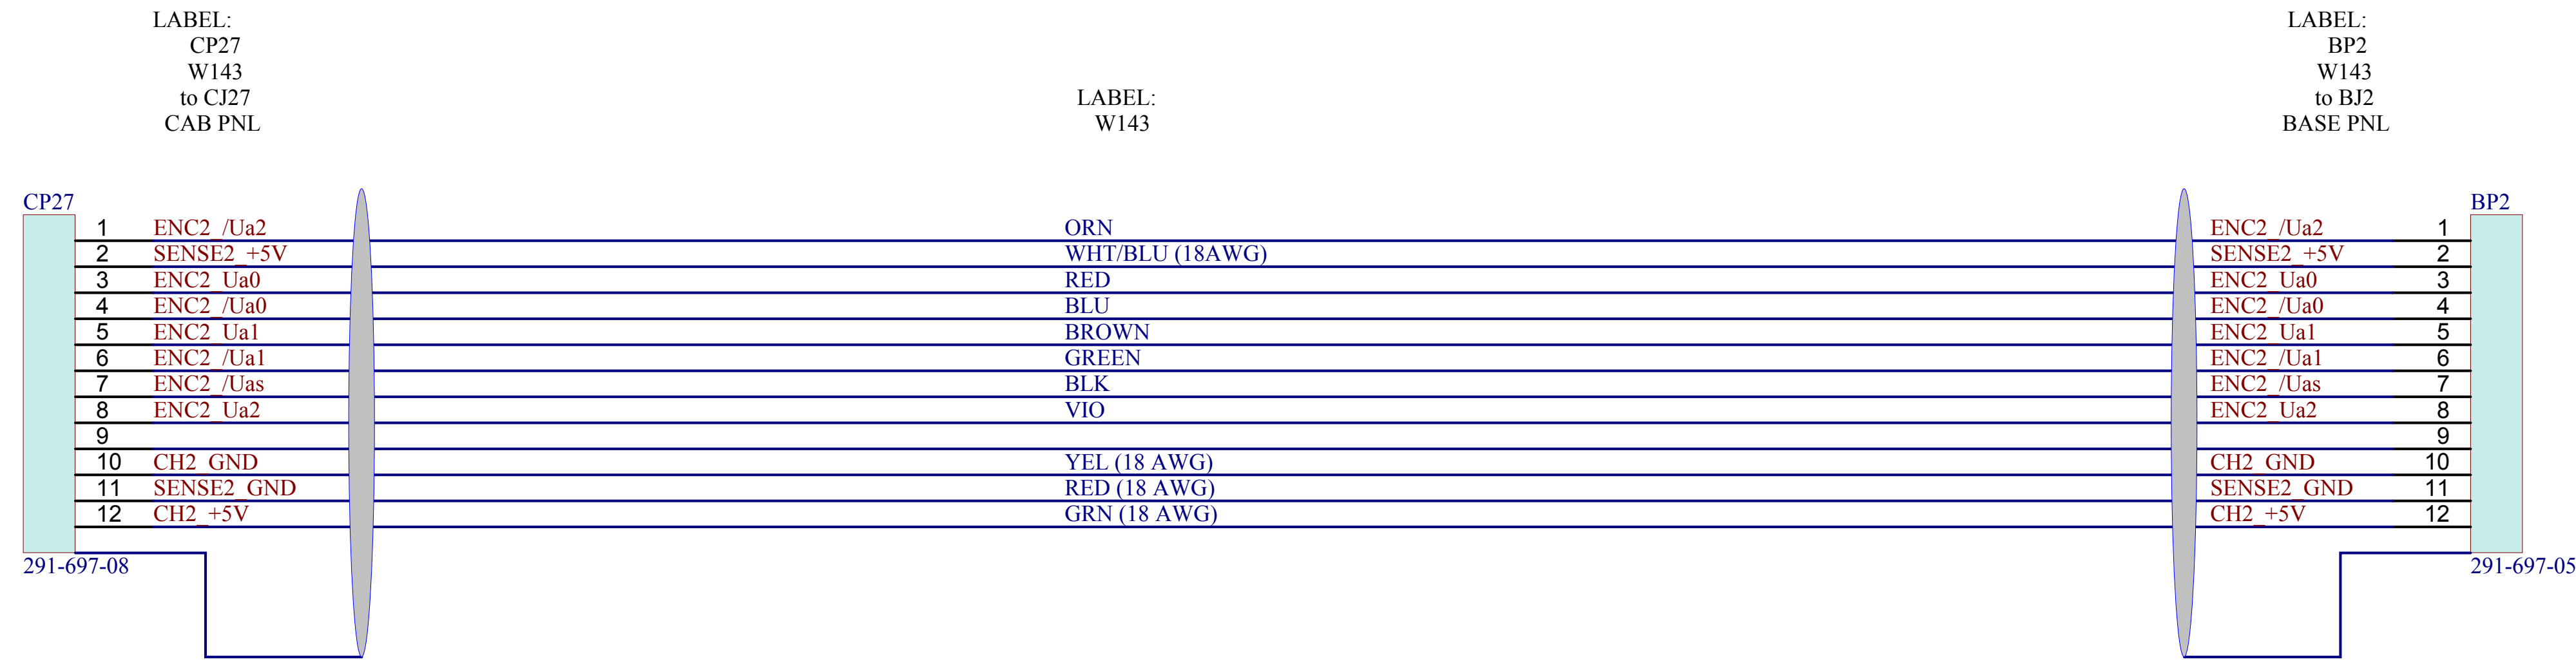 LABEL:
CP27
W143
to CJ27
CAB PNL
LABEL:
W143
LABEL:
BP2
W143
to BJ2
BASE PNL
CP27
BP2
1 ENC2_/Ua2 ORN ENC2_/Ua2 1
2 SENSE2_+5V WHT/BLU (18AWG) SENSE2_+5V 2
3 ENC2_Ua0 RED ENC2_Ua0 3
4 ENC2_/Ua0 BLU ENC2_/Ua0 4
5 ENC2_Ua1 BROWN ENC2_Ua1 5
6 ENC2_/Ua1 GREEN ENC2_/Ua1 6
7 ENC2_/Uas BLK ENC2_/Uas 7
8 ENC2_Ua2 VIO ENC2_Ua2 8
9 9
10 CH2_GND YEL (18 AWG) CH2_GND 10
11 SENSE2_GND RED (18 AWG) SENSE2_GND 11
12 CH2_+5V GRN (18 AWG) CH2_+5V 12
291-697-08
291-697-05